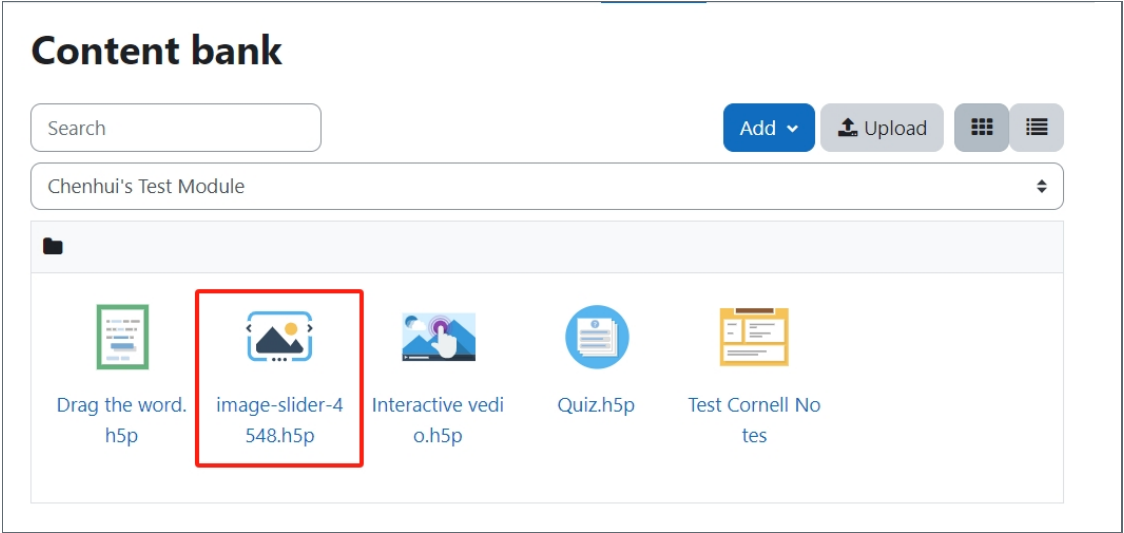 Content bank
Search
Add
Upload
Chenhui's Test Module
Drag the word.
h5p
image-slider-4
548.h5p
Interactive vedi
o.h5p
Quiz.h5p
Test Cornell No
tes